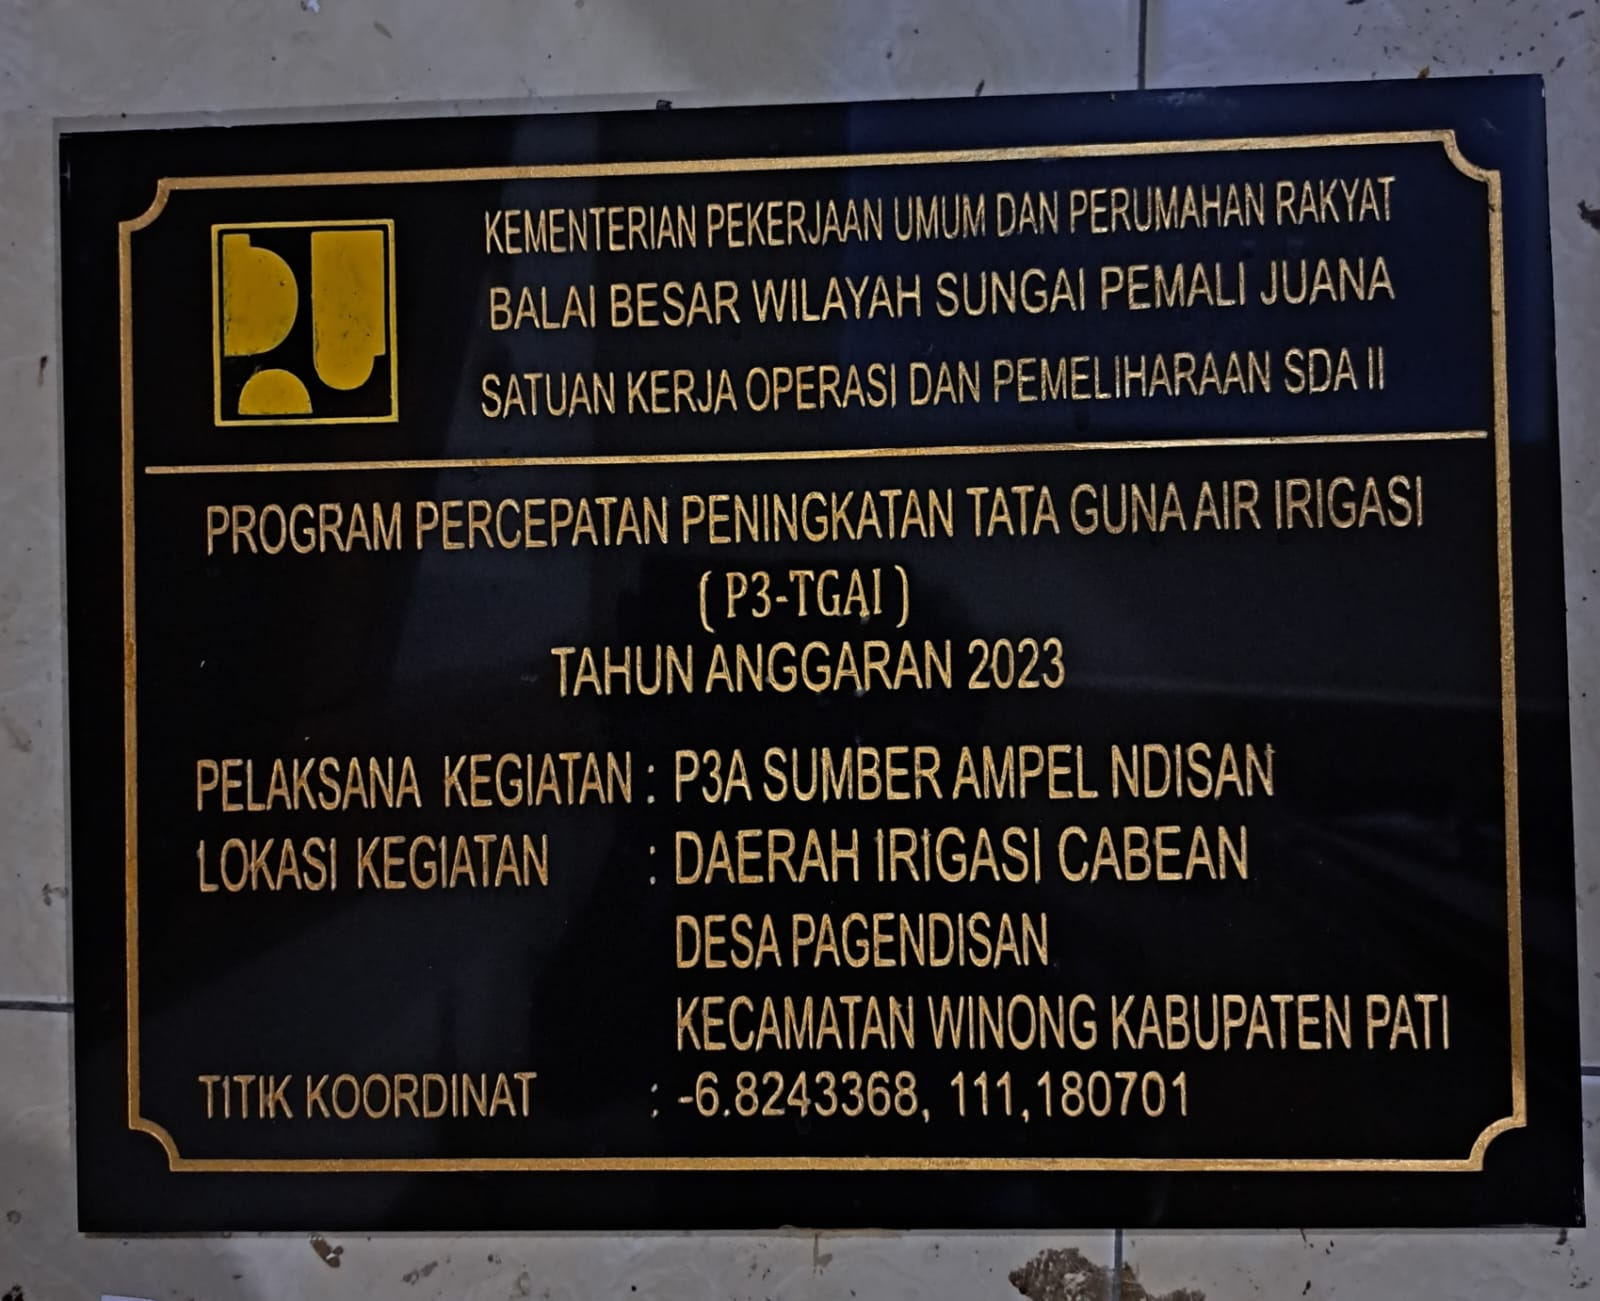 KEMENTERIAN PEKERJAAN UMUM DAN PERUMAHAN RAKYAT
BALAI BESAR WILAYAH SUNGAI PEMALI JUANA
SATUAN KERJA OPERASI DAN PEMELIHARAAN SDA II
PROGRAM PERCEPATAN PENINGKATAN TATA GUNA AIR IRIGASI
( P3-TGAI )
TAHUN ANGGARAN 2023
PELAKSANA KEGIATAN : P3A SUMBER AMPEL NDISAN
LOKASI KEGIATAN : DAERAH IRIGASI CABEAN
DESA PAGENDISAN
KECAMATAN WINONG KABUPATEN PATI
TITIK KOORDINAT : -6.8243368, 111,180701